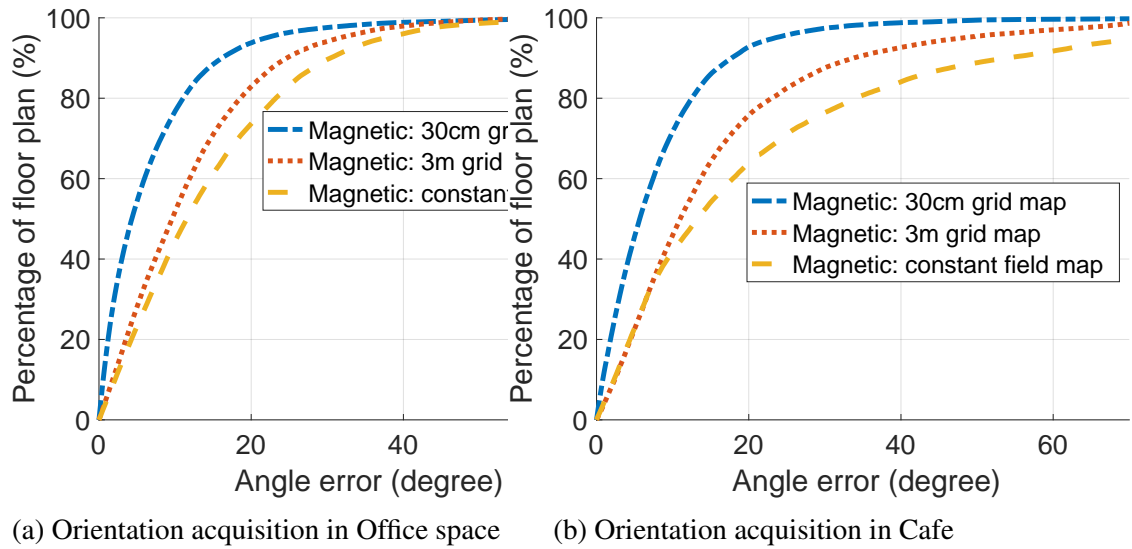 Percentage of floor plan (%)
100
80
60
40
20
0
0
20
40
Angle error (degree)
Magnetic: 30cm gr
Magnetic: 3m grid
Magnetic: constant
(a) Orientation acquisition in Office space
Percentage of floor plan (%)
100
80
60
40
20
0
0
20
40
60
Angle error (degree)
Magnetic: 30cm grid map
Magnetic: 3m grid map
Magnetic: constant field map
(b) Orientation acquisition in Cafe